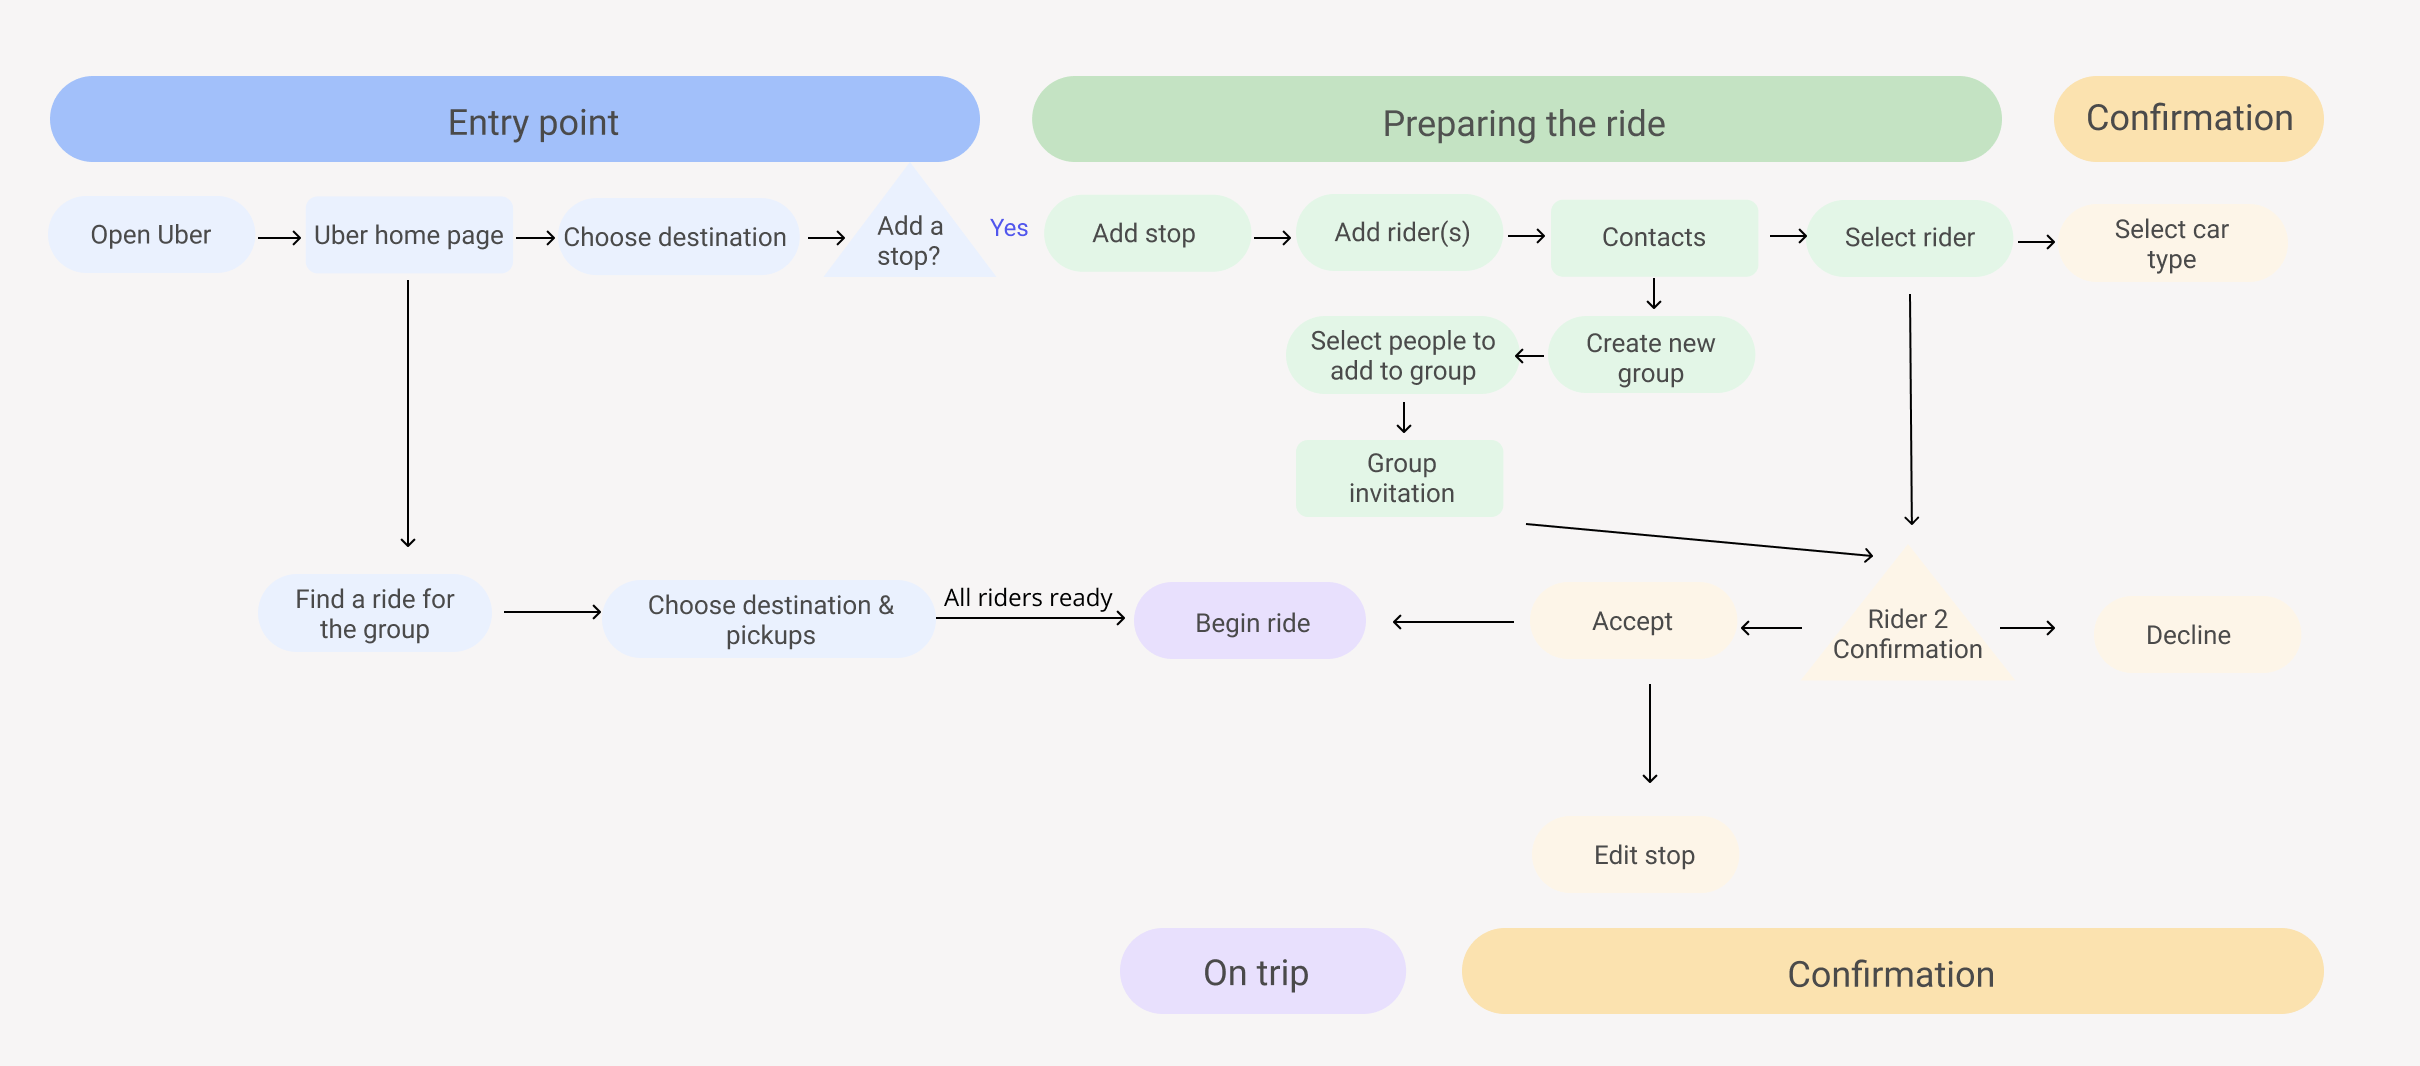 Entry point
Preparing the ride
Confirmation
Open Uber
Uber home page
Choose destination
Add a
stop?
Yes
Add stop
Add rider(s)
Contacts
Select rider
Select car
type
Select people to
add to group
Create new
group
Group
invitation
Find a ride for
the group
Choose destination &
pickups
All riders ready
Begin ride
Accept
Rider 2
Confirmation
Decline
Edit stop
On trip
Confirmation